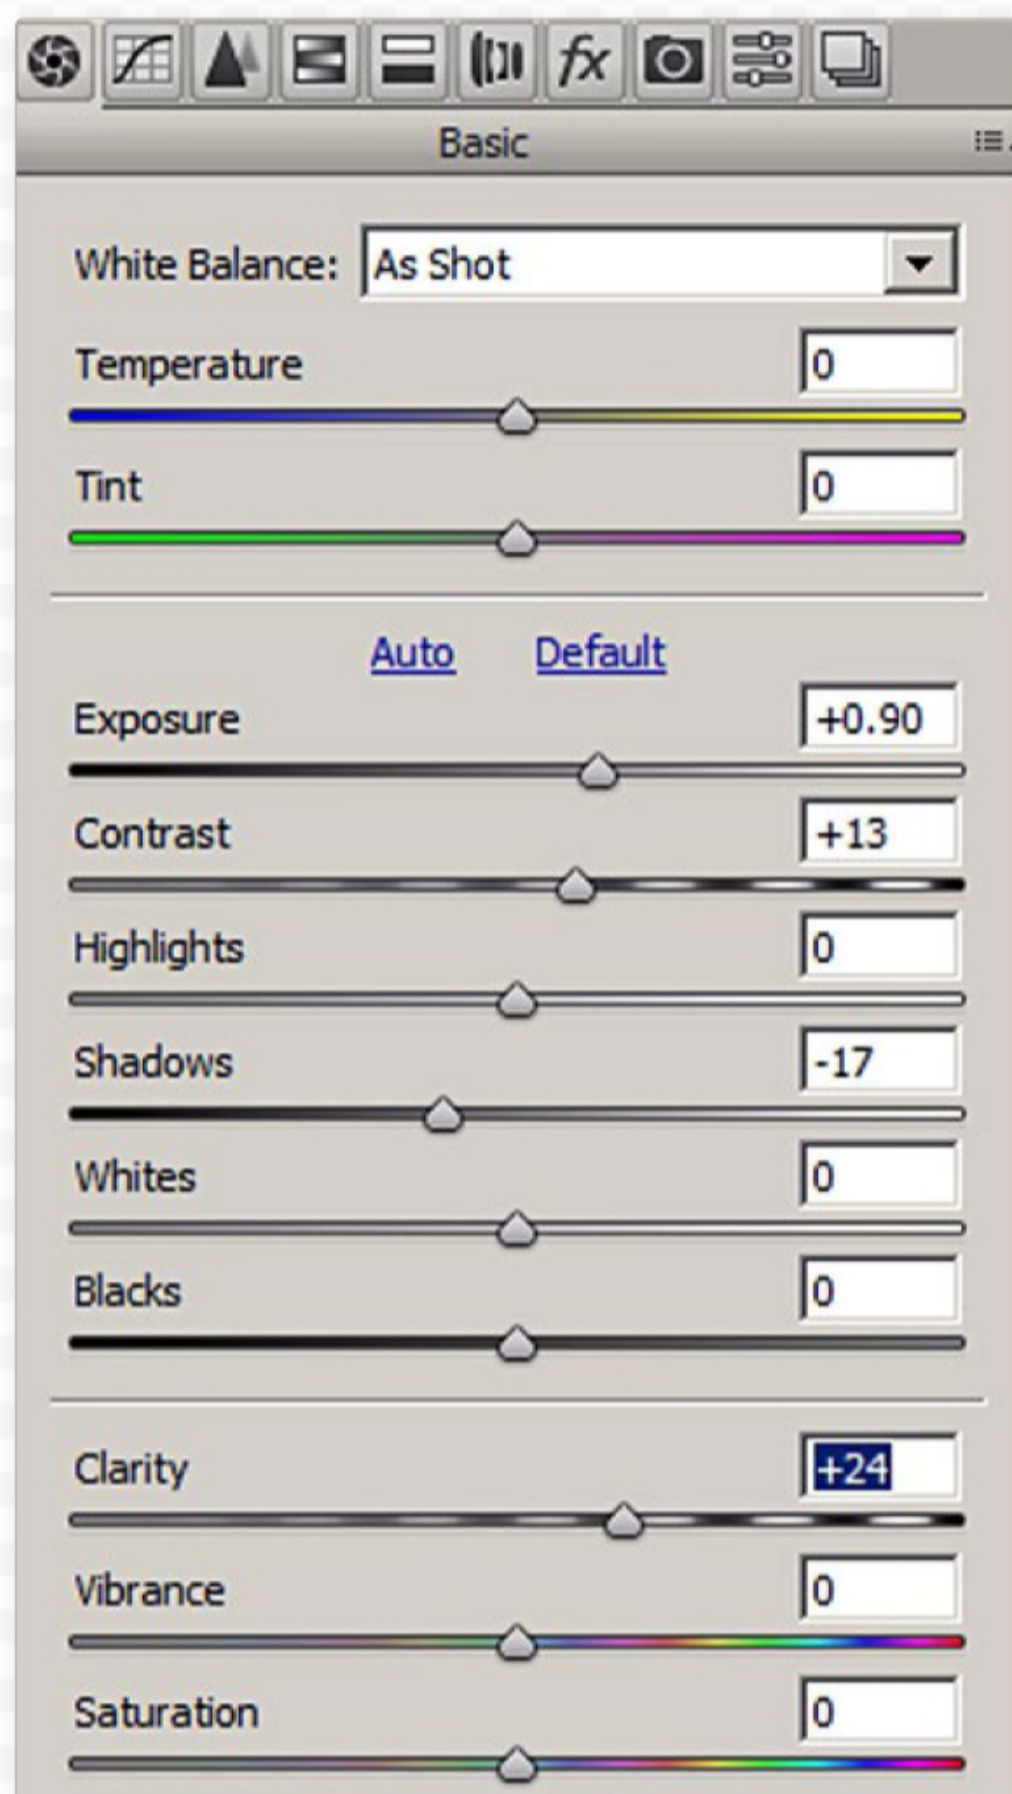 fx
Basic
White Balance: As Shot
Temperature 0
Tint 0
Auto Default
Exposure +0.90
Contrast +13
Highlights 0
Shadows -17
Whites 0
Blacks 0
Clarity +24
Vibrance 0
Saturation 0